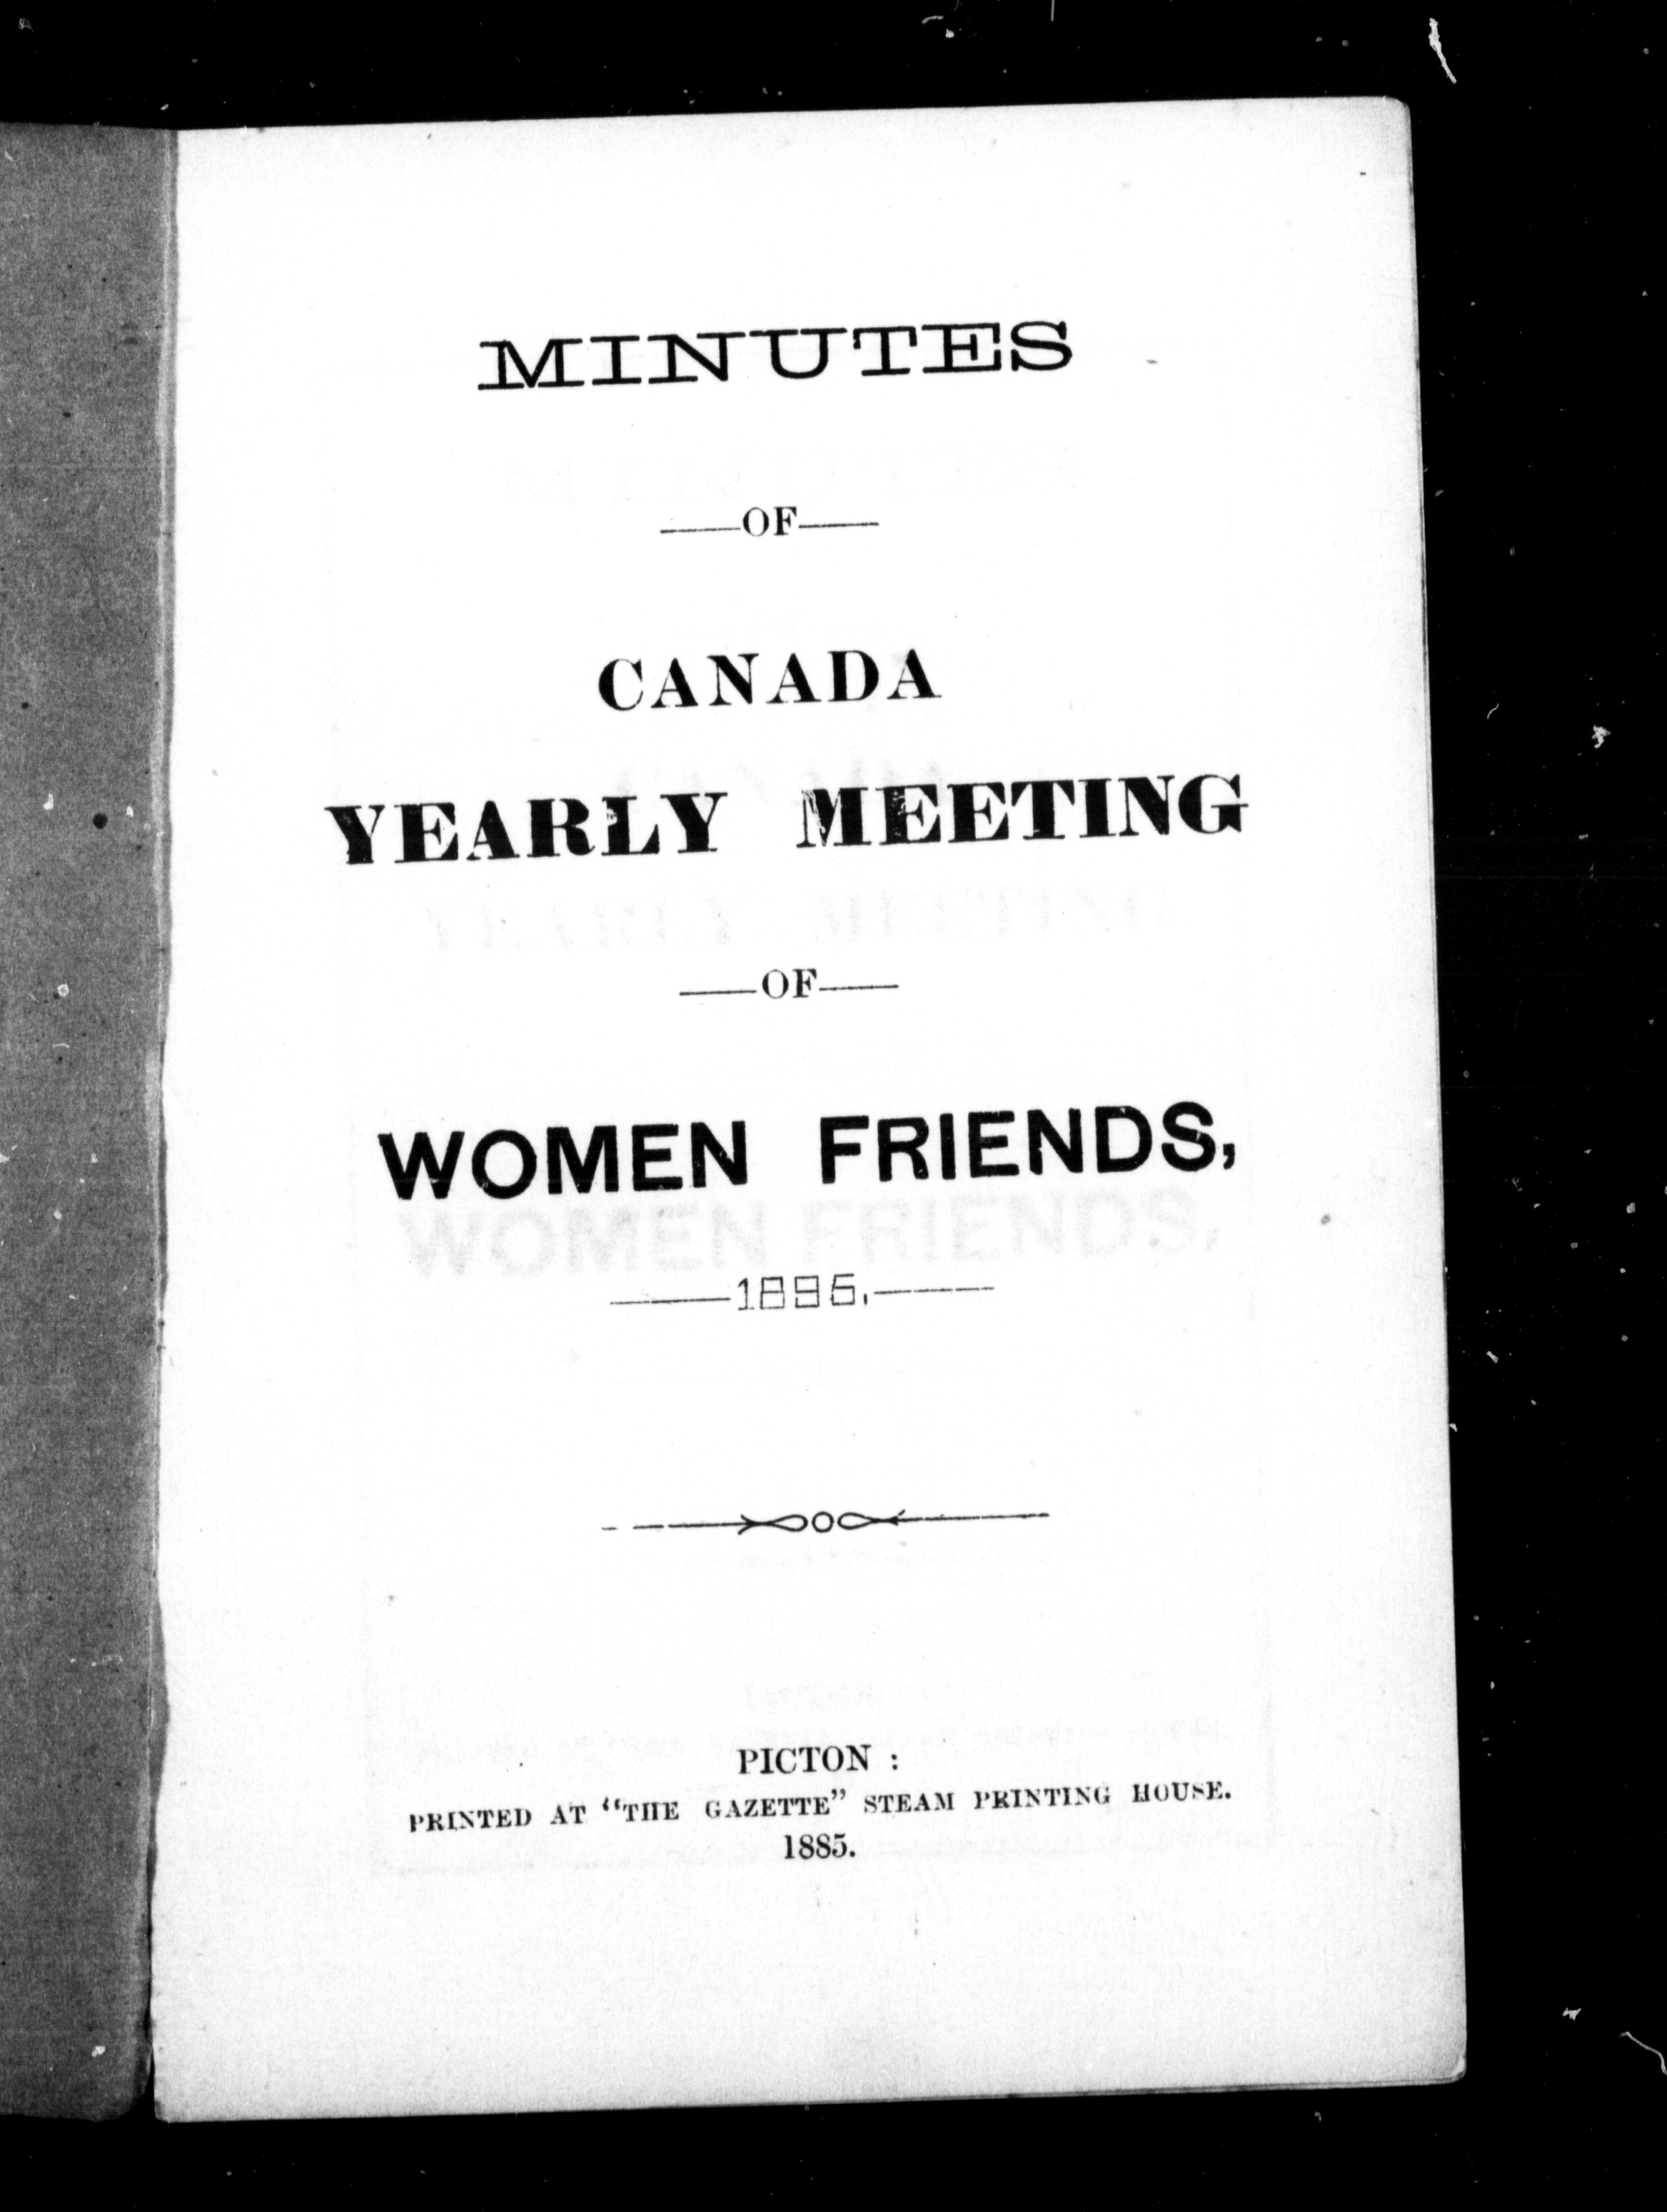 MINUTES
—OF—
CANADA
YEARLY MEETING
—OF—
WOMEN FRIENDS,
—1885.—
PICTON :
PRINTED AT "THE GAZETTE" STEAM PRINTING HOUSE.
1885.